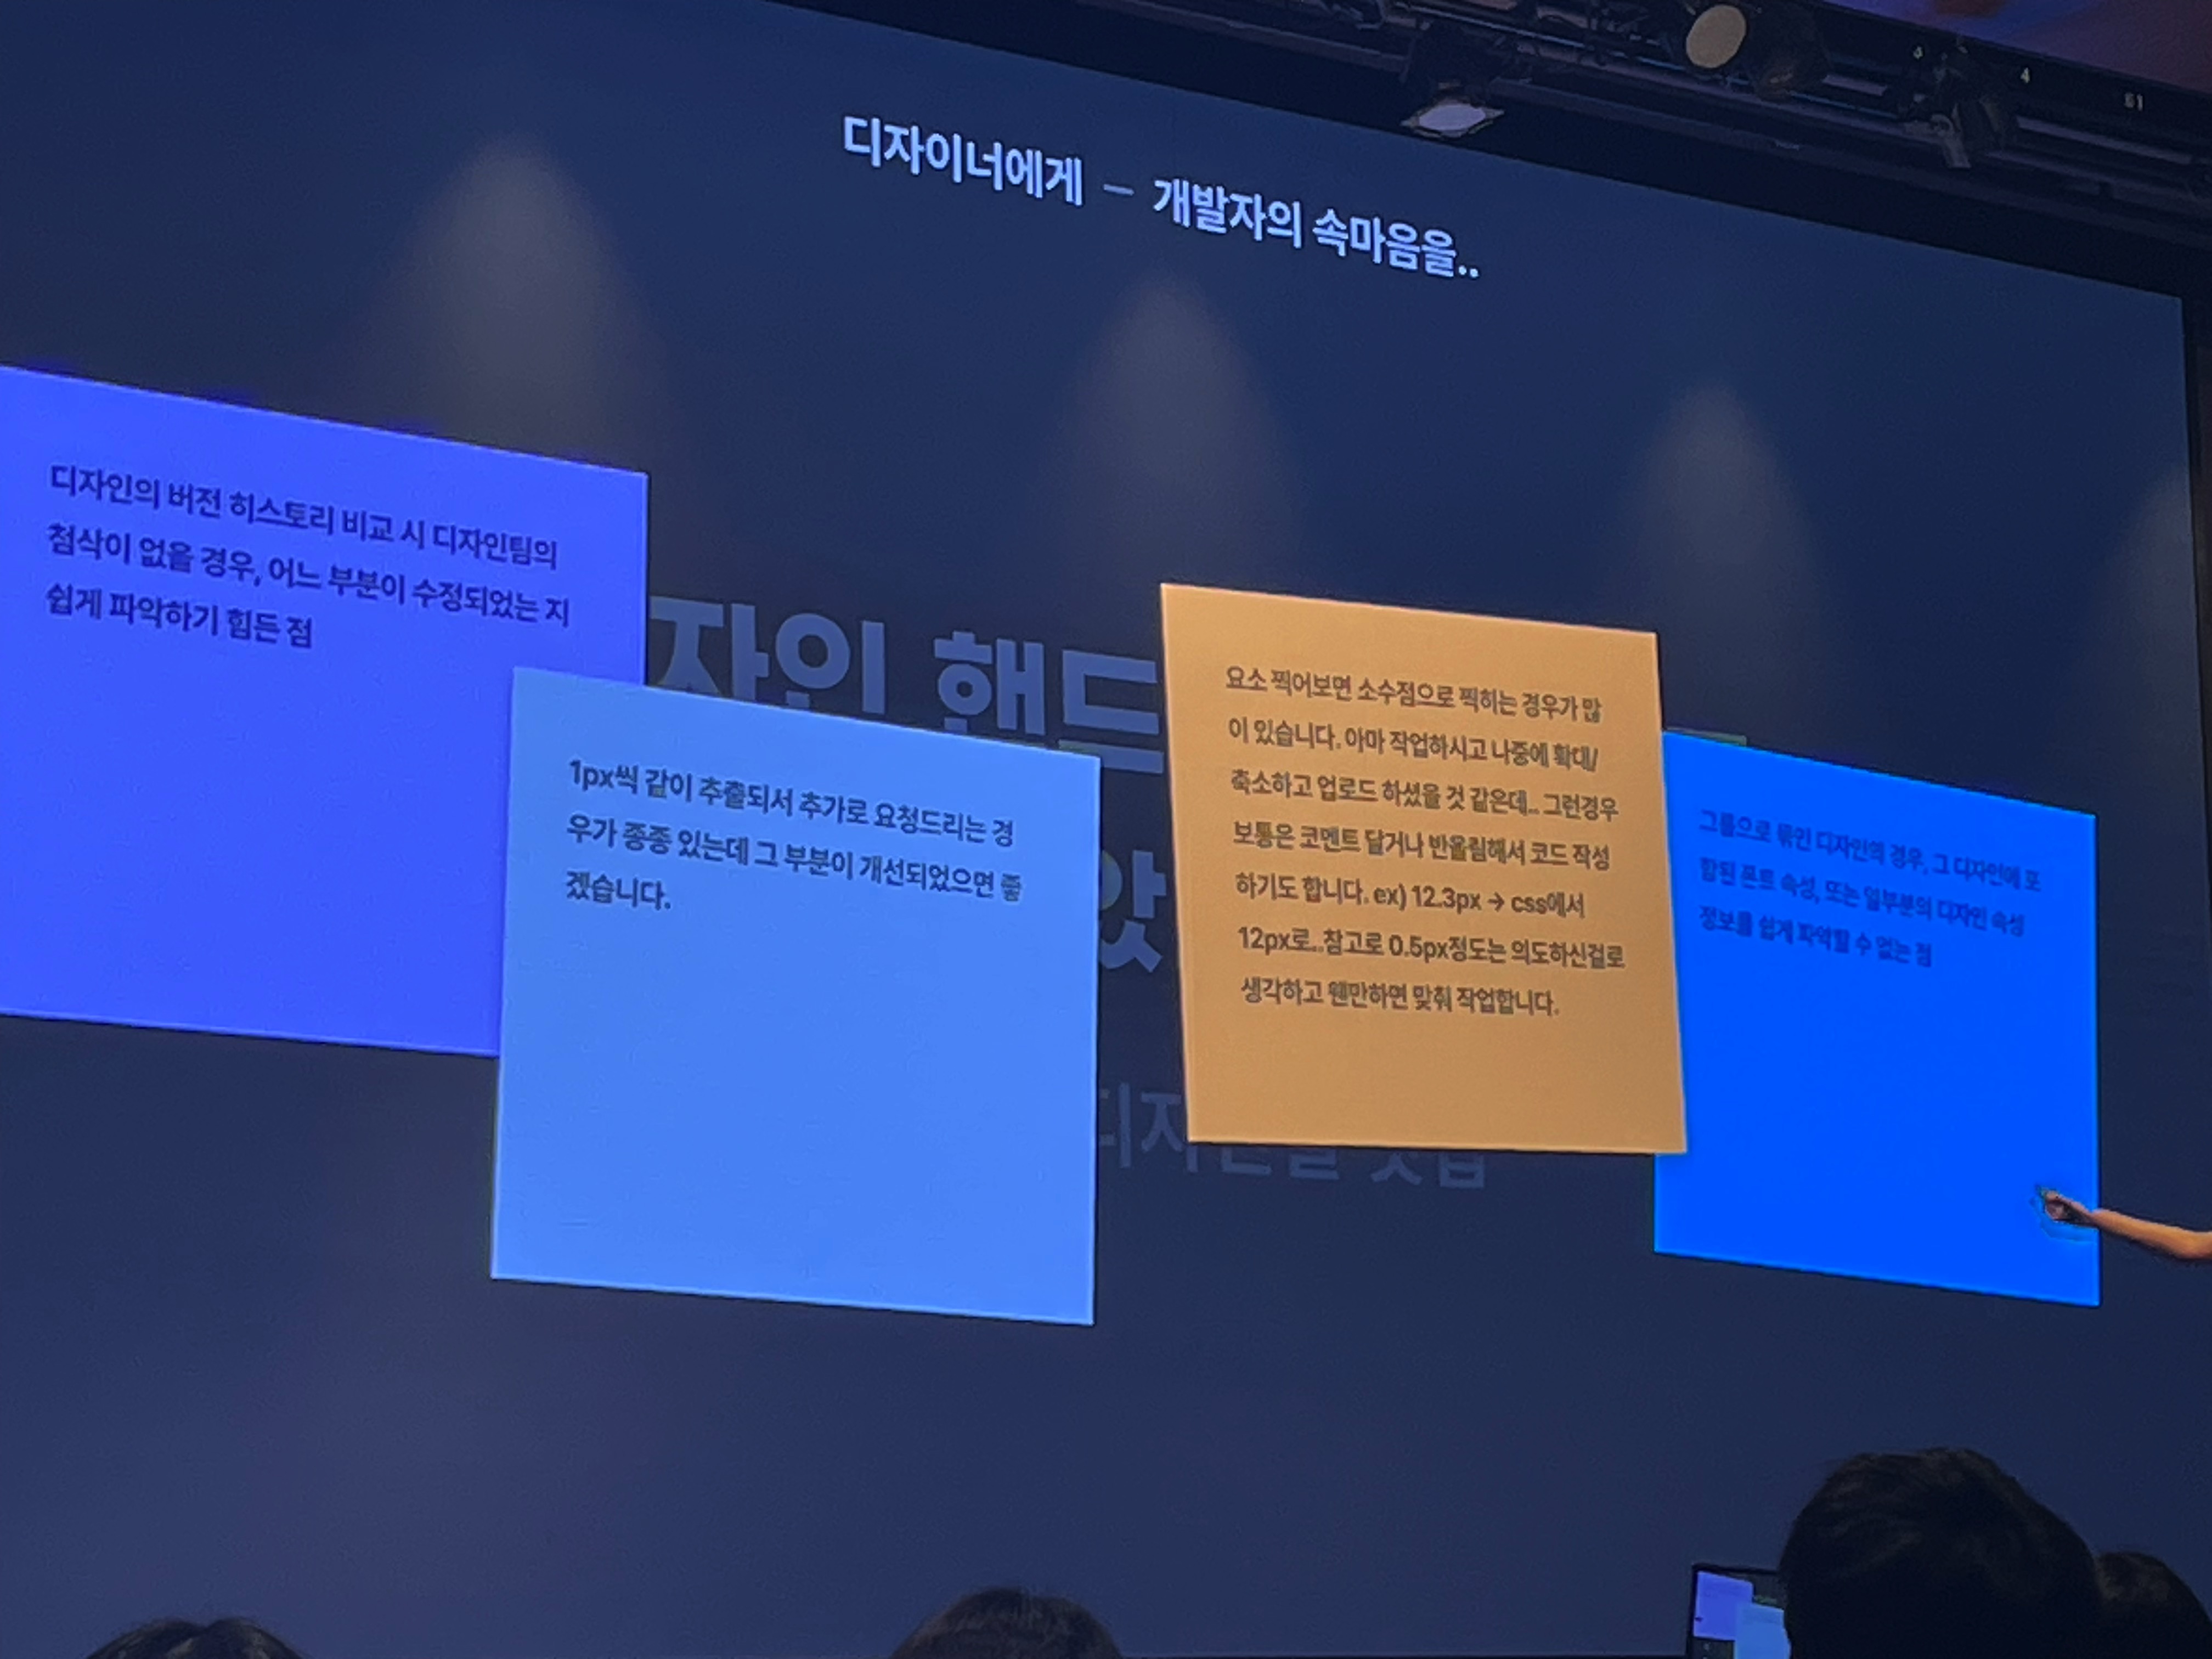 디자이너에게 – 개발자의 속마음을..
디자인의 버전 히스토리 비교 시 디자인팀의
첨삭이 없을 경우, 어느 부분이 수정되었는 지
쉽게 파악하기 힘든 점
자인 핸드
1px씩 같이 추출되서 추가로 요청드리는 경
우가 종종 있는데 그 부분이 개선되었으면 좋
겠습니다.
요소 찍어보면 소수점으로 찍히는 경우가 많
이 있습니다. 아마 작업하시고 나중에 확대/
축소하고 업로드 하셨을 것 같은데.. 그런경우
보통은 코멘트 달거나 반올림해서 코드 작성
하기도 합니다. ex) 12.3px → css에서
12px로..참고로 0.5px정도는 의도하신걸로
생각하고 웬만하면 맞춰 작업합니다.
그룹으로 묶인 디자인의 경우, 그 디자인에 포
함된 폰트 속성, 또는 일부분의 디자인 속성
정보를 쉽게 파악할 수 없는 점
4
4
51